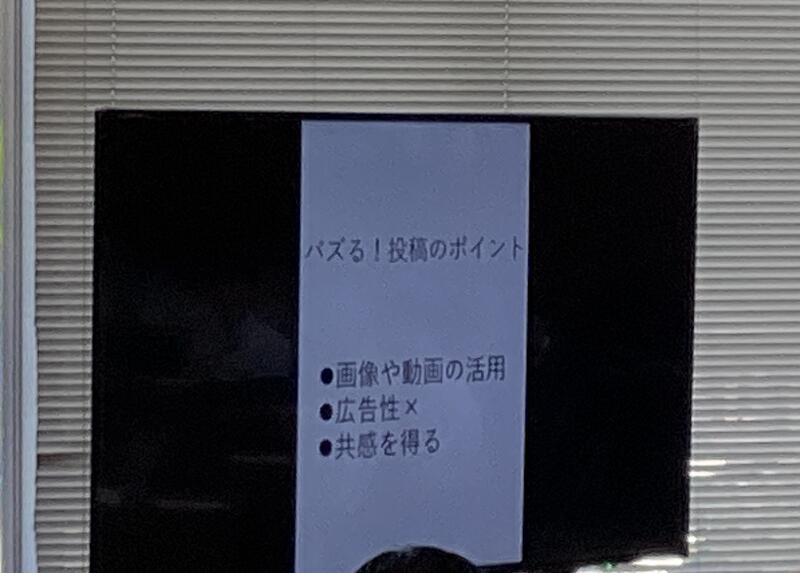 バズる！投稿のポイント
●画像や動画の活用
●広告性×
●共感を得る